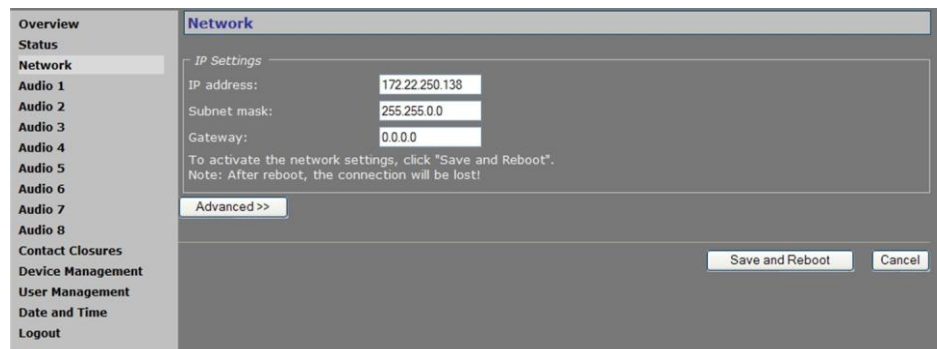 Overview
Status
Network
Audio 1
Audio 2
Audio 3
Audio 4
Audio 5
Audio 6
Audio 7
Audio 8
Contact Closures
Device Management
User Management
Date and Time
Logout
Network
IP Settings
IP address: 172.22.250.138
Subnet mask: 255.255.0.0
Gateway: 0.0.0.0
To activate the network settings, click "Save and Reboot".
Note: After reboot, the connection will be lost!
Advanced >>
Save and Reboot Cancel